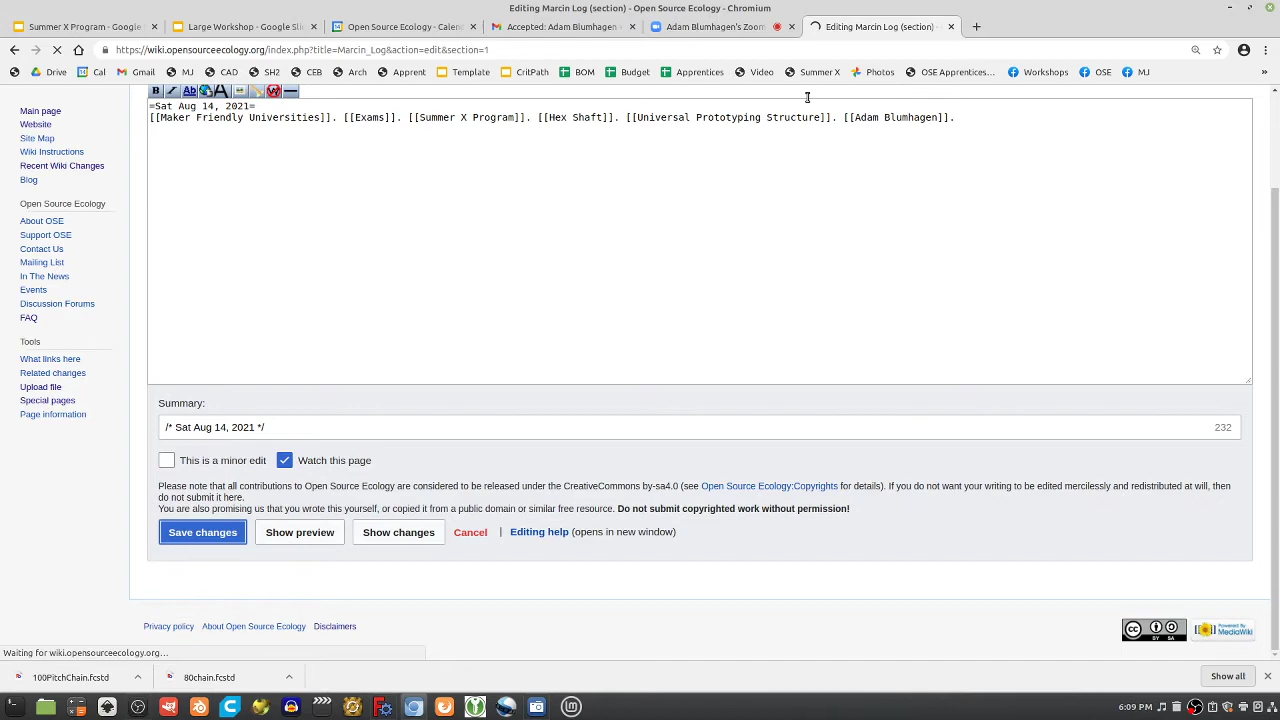 Editing Marcin Log (section) - Open Source Ecology - Chromium
Summer X Program - Google
Large Workshop - Google Slid
Open Source Ecology - Calend
Accepted: Adam Blumhagen -
Adam Blumhagen's Zoom
Editing Marcin Log (section) -
https://wiki.opensourceecology.org/index.php?title=Marcin_Log&action=edit&section=1
Drive Cal Gmail MJ CAD SH2 CEB Arch Apprent Template CritPath BOM Budget Apprentices Video Summer X Photos OSE Apprentices... Workshops OSE MJ »
B I Ab A W
=Sat Aug 14, 2021=
[[Maker Friendly Universities]]. [[Exams]]. [[Summer X Program]]. [[Hex Shaft]]. [[Universal Prototyping Structure]]. [[Adam Blumhagen]].
Main page
Website
Site Map
Wiki Instructions
Recent Wiki Changes
Blog
Open Source Ecology
About OSE
Support OSE
Contact Us
Mailing List
In The News
Events
Discussion Forums
FAQ
Tools
What links here
Related changes
Upload file
Special pages
Page information
Summary:
/* Sat Aug 14, 2021 */ 232
This is a minor edit Watch this page
Please note that all contributions to Open Source Ecology are considered to be released under the CreativeCommons by-sa4.0 (see Open Source Ecology:Copyrights for details). If you do not want your writing to be edited mercilessly and redistributed at will, then
do not submit it here.
You are also promising us that you wrote this yourself, or copied it from a public domain or similar free resource. Do not submit copyrighted work without permission!
Save changes Show preview Show changes Cancel | Editing help (opens in new window)
Privacy policy About Open Source Ecology Disclaimers
CC BY SA
Powered By MediaWiki
Waiting for wiki.opensourceecology.org...
100PitchChain.fcstd
80chain.fcstd
Show all
6:09 PM